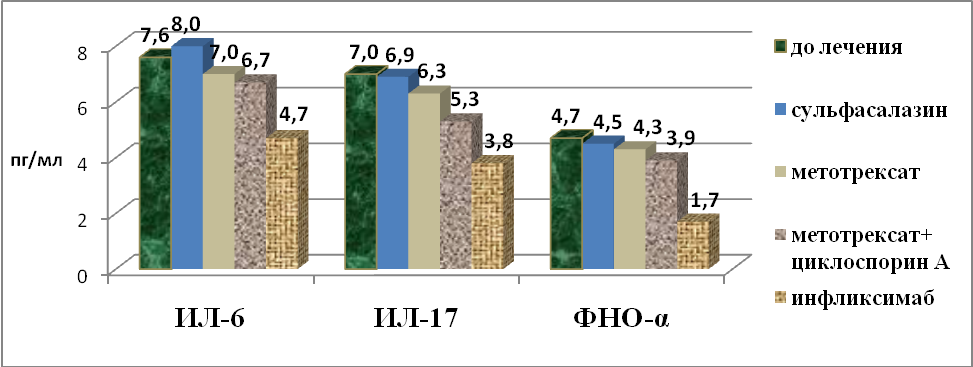 7,6 8,0 7,0 6,7 4,7
7,0 6,9 6,3 5,3 3,8
4,7 4,5 4,3 3,9 1,7
8
6
4
2
0
пг/мл
ИЛ-6 ИЛ-17 ФНО-α
до лечения
сульфасалазин
метотрексат
метотрексат+
циклоспорин А
инфликсимаб